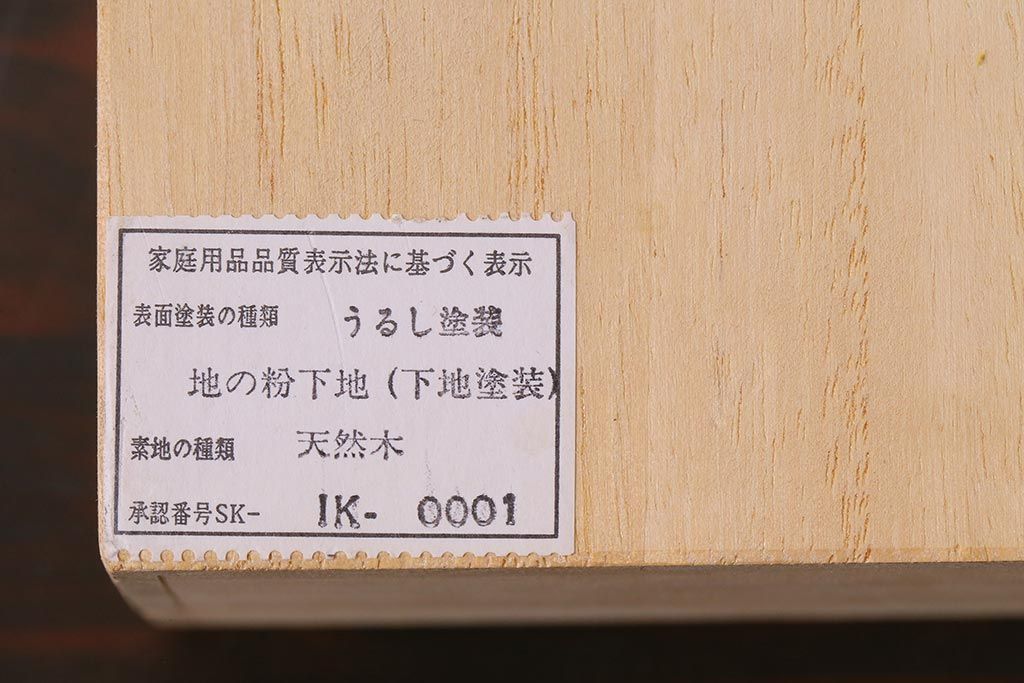 家庭用品品質表示法に基づく表示
表面塗装の種類 うるし塗装
地の粉下地(下地塗装)
素地の種類 天然木
承認番号SK- IK- 0001